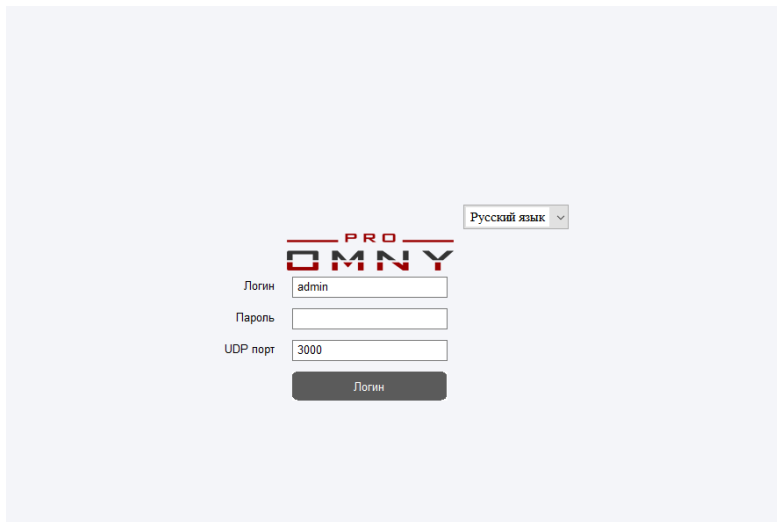 Русский язык
PRO
OMNY
Логин admin
Пароль
UDP порт 3000
Логин